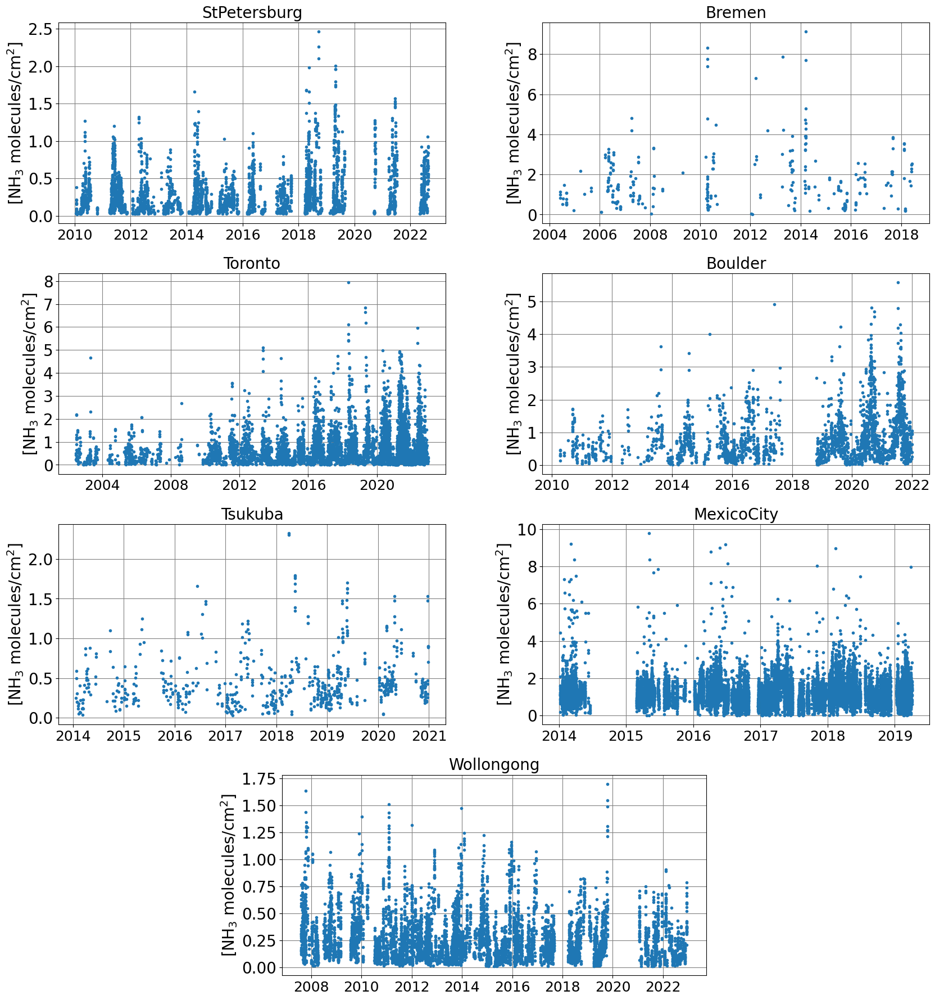 StPetersburg
[NH₃ molecules/cm²]
2.5
2.0
1.5
1.0
0.5
0.0
2010 2012 2014 2016 2018 2020 2022
Bremen
[NH₃ molecules/cm²]
8
6
4
2
0
2004 2006 2008 2010 2012 2014 2016 2018
Toronto
[NH₃ molecules/cm²]
8
7
6
5
4
3
2
1
0
2004 2008 2012 2016 2020
Boulder
[NH₃ molecules/cm²]
5
4
3
2
1
0
2010 2012 2014 2016 2018 2020 2022
Tsukuba
[NH₃ molecules/cm²]
2.0
1.5
1.0
0.5
0.0
2014 2015 2016 2017 2018 2019 2020 2021
MexicoCity
[NH₃ molecules/cm²]
10
8
6
4
2
0
2014 2015 2016 2017 2018 2019
Wollongong
[NH₃ molecules/cm²]
1.75
1.50
1.25
1.00
0.75
0.50
0.25
0.00
2008 2010 2012 2014 2016 2018 2020 2022